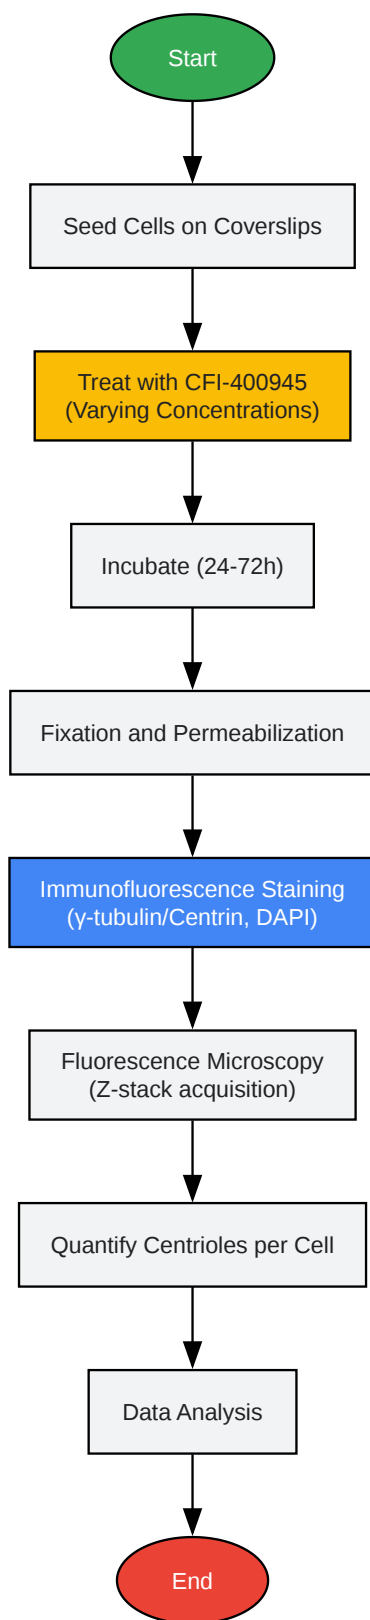 Start
Seed Cells on Coverslips
Treat with CFI-400945
(Varying Concentrations)
Incubate (24-72h)
Fixation and Permeabilization
Immunofluorescence Staining
(γ-tubulin/Centrin, DAPI)
Fluorescence Microscopy
(Z-stack acquisition)
Quantify Centrioles per Cell
Data Analysis
End